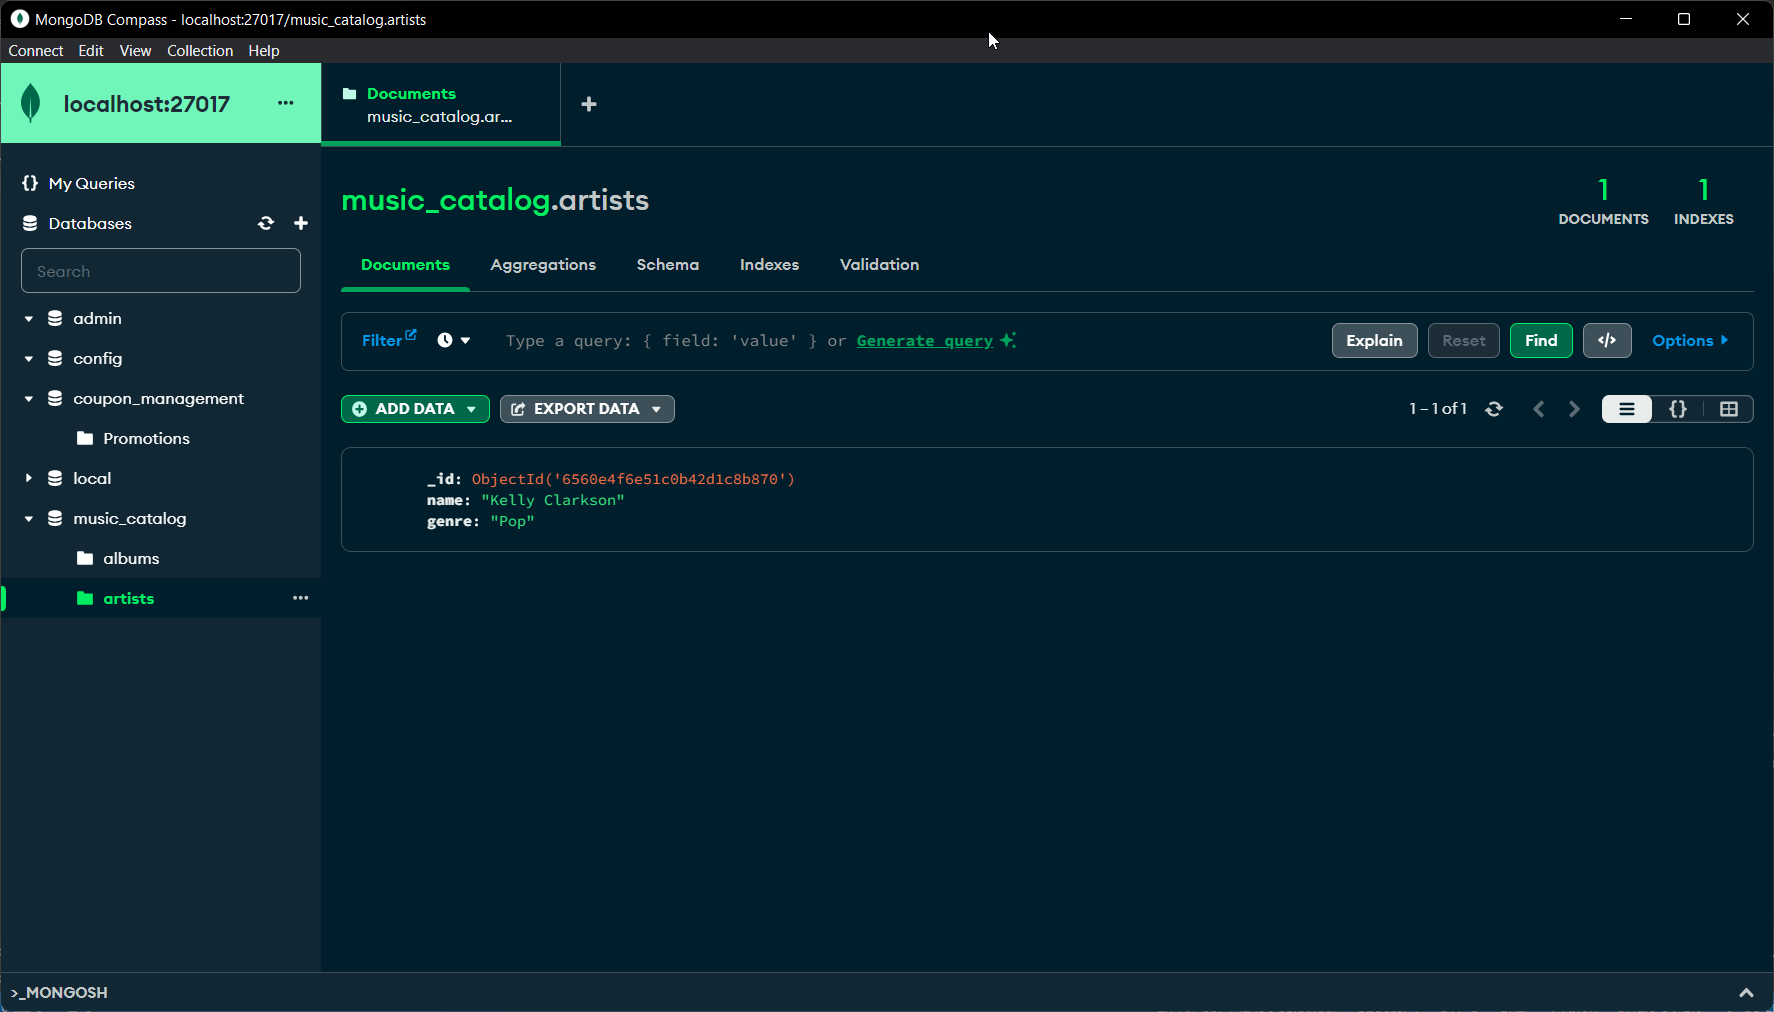 MongoDB Compass - localhost:27017/music_catalog.artists
Connect Edit View Collection Help
localhost:27017
Documents
music_catalog.ar...
My Queries
Databases
Search
admin
config
coupon_management
Promotions
local
music_catalog
albums
artists
music_catalog.artists
1 DOCUMENTS
1 INDEXES
Documents Aggregations Schema Indexes Validation
Filter Type a query: { field: 'value' } or Generate query Explain Reset Find </> Options
ADD DATA EXPORT DATA 1 – 1 of 1 {}
_id: ObjectId('6560e4f6e51c0b42d1c8b870')
name: "Kelly Clarkson"
genre: "Pop"
>_MONGOSH